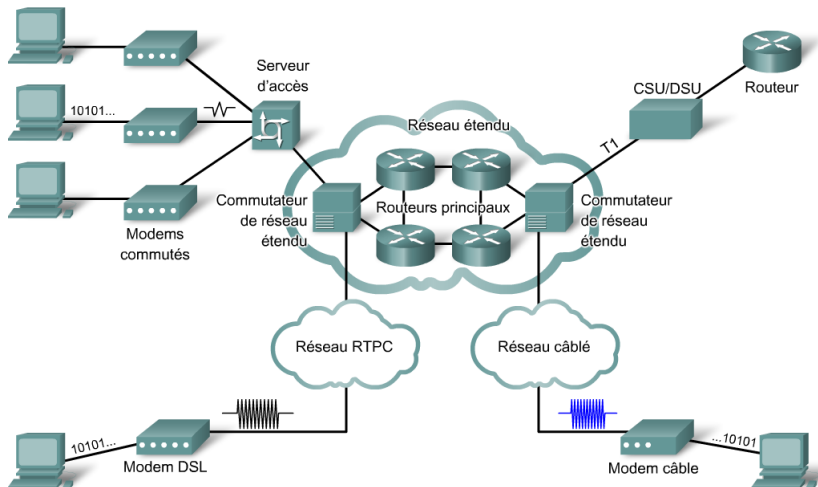 Serveur
d'accès
CSU/DSU
Routeur
10101...
Réseau étendu
T1
Commutateur
de réseau
étendu
Routeurs principaux
Commutateur
de réseau
étendu
Modems
commutés
Réseau RTPC
Réseau câblé
10101...
Modem DSL
...10101
Modem câble